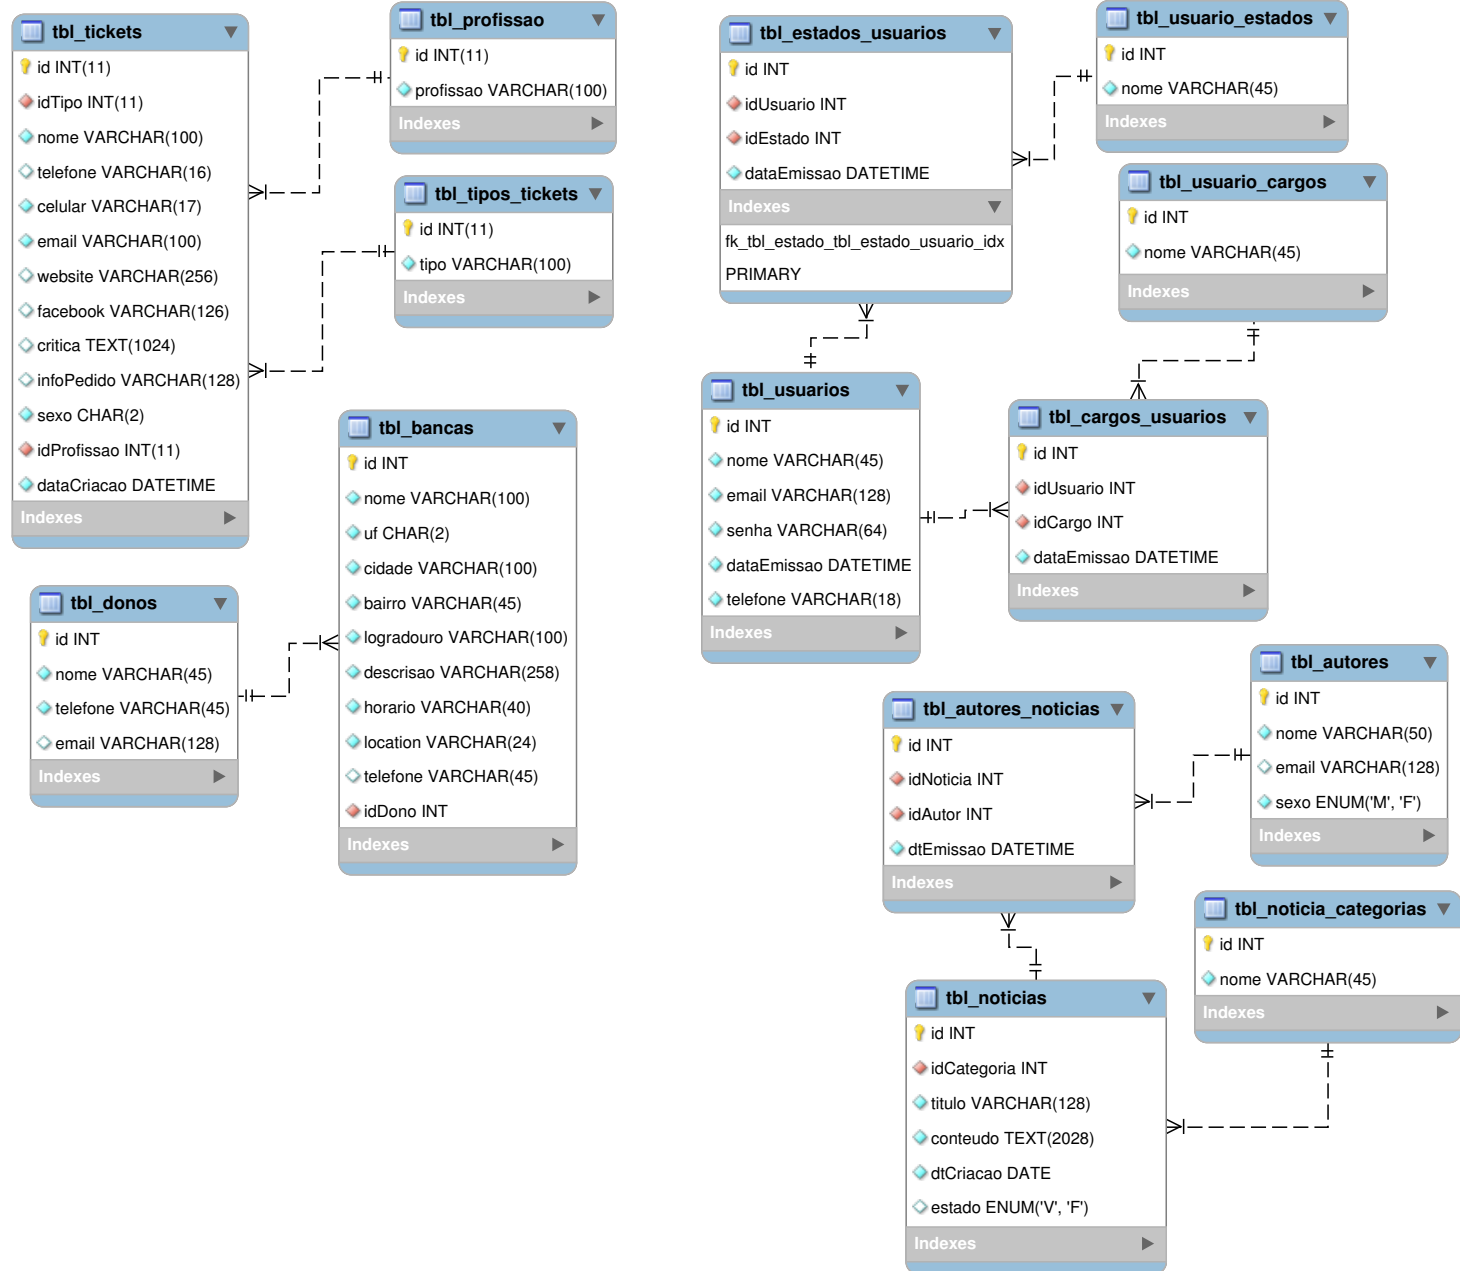 tbl_tickets
id INT(11)
idTipo INT(11)
nome VARCHAR(100)
telefone VARCHAR(16)
celular VARCHAR(17)
email VARCHAR(100)
website VARCHAR(256)
facebook VARCHAR(126)
critica TEXT(1024)
infoPedido VARCHAR(128)
sexo CHAR(2)
idProfissao INT(11)
dataCriacao DATETIME
Indexes
tbl_profissao
id INT(11)
profissao VARCHAR(100)
Indexes
tbl_tipos_tickets
id INT(11)
tipo VARCHAR(100)
Indexes
tbl_bancas
id INT
nome VARCHAR(100)
uf CHAR(2)
cidade VARCHAR(100)
bairro VARCHAR(45)
logradouro VARCHAR(100)
descrisao VARCHAR(258)
horario VARCHAR(40)
location VARCHAR(24)
telefone VARCHAR(45)
idDono INT
Indexes
tbl_donos
id INT
nome VARCHAR(45)
telefone VARCHAR(45)
email VARCHAR(128)
Indexes
tbl_estados_usuarios
id INT
idUsuario INT
idEstado INT
dataEmissao DATETIME
Indexes
fk_tbl_estado_tbl_estado_usuario_idx
PRIMARY
tbl_usuario_estados
id INT
nome VARCHAR(45)
Indexes
tbl_usuario_cargos
id INT
nome VARCHAR(45)
Indexes
tbl_usuarios
id INT
nome VARCHAR(45)
email VARCHAR(128)
senha VARCHAR(64)
dataEmissao DATETIME
telefone VARCHAR(18)
Indexes
tbl_cargos_usuarios
id INT
idUsuario INT
idCargo INT
dataEmissao DATETIME
Indexes
tbl_autores
id INT
nome VARCHAR(50)
email VARCHAR(128)
sexo ENUM('M', 'F')
Indexes
tbl_autores_noticias
id INT
idNoticia INT
idAutor INT
dtEmissao DATETIME
Indexes
tbl_noticia_categorias
id INT
nome VARCHAR(45)
Indexes
tbl_noticias
id INT
idCategoria INT
titulo VARCHAR(128)
conteudo TEXT(2028)
dtCriacao DATE
estado ENUM('V', 'F')
Indexes